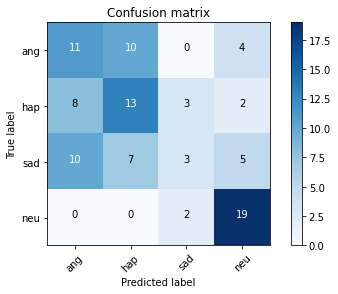 Confusion matrix
True label
ang 11 10 0 4
hap 8 13 3 2
sad 10 7 3 5
neu 0 0 2 19
ang hap sad neu
Predicted label
17.5
15.0
12.5
10.0
7.5
5.0
2.5
0.0